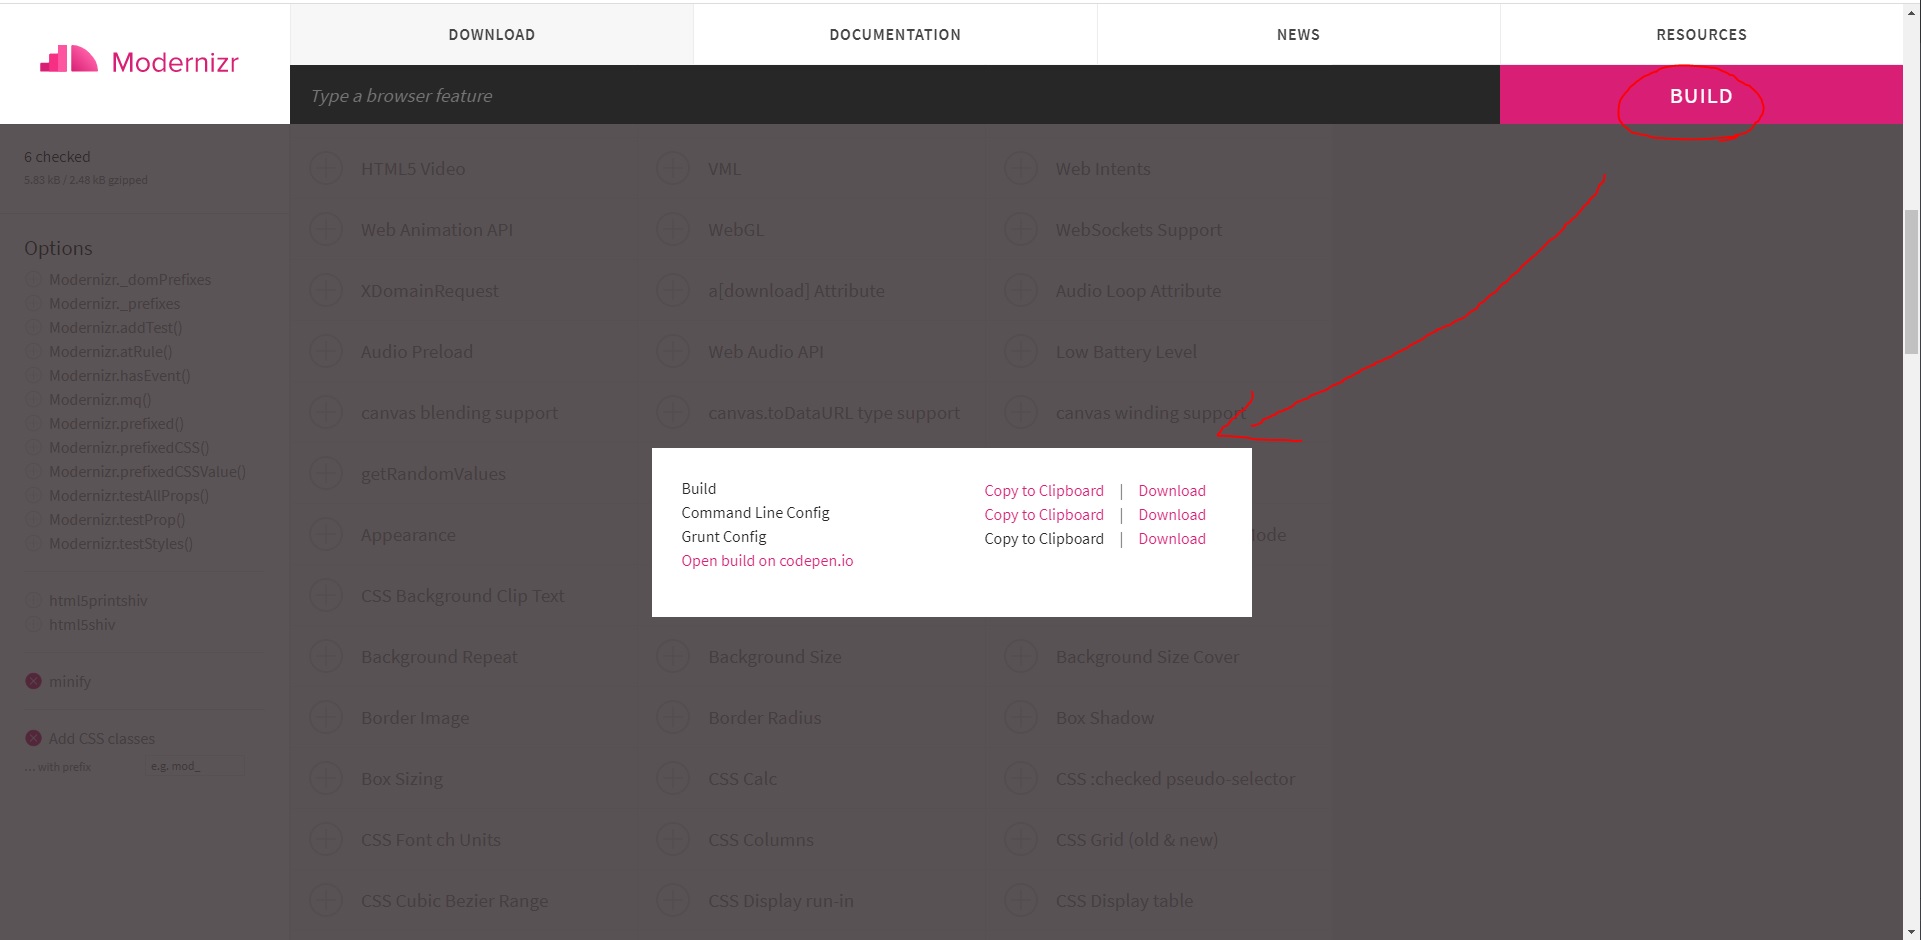 Modernizr
DOWNLOAD
DOCUMENTATION
NEWS
RESOURCES
Type a browser feature
BUILD
6 checked
5.83 kB / 2.48 kB gzipped
Options
Modernizr._domPrefixes
Modernizr._prefixes
Modernizr.addTest()
Modernizr.atRule()
Modernizr.hasEvent()
Modernizr.mq()
Modernizr.prefixed()
Modernizr.prefixedCSS()
Modernizr.prefixedCSSValue()
Modernizr.testAllProps()
Modernizr.testProp()
Modernizr.testStyles()
html5printshiv
html5shiv
minify
Add CSS classes
... with prefix e.g. mod_
HTML5 Video VML Web Intents
Web Animation API WebGL WebSockets Support
XDomainRequest a[download] Attribute Audio Loop Attribute
Audio Preload Web Audio API Low Battery Level
canvas blending support canvas.toDataURL type support canvas winding support
getRandomValues
Appearance
CSS Background Clip Text
Background Repeat Background Size Background Size Cover
Border Image Border Radius Box Shadow
Box Sizing CSS Calc CSS :checked pseudo-selector
CSS Font ch Units CSS Columns CSS Grid (old & new)
CSS Cubic Bezier Range CSS Display run-in CSS Display table
Build Copy to Clipboard | Download
Command Line Config Copy to Clipboard | Download
Grunt Config Copy to Clipboard | Download
Open build on codepen.io